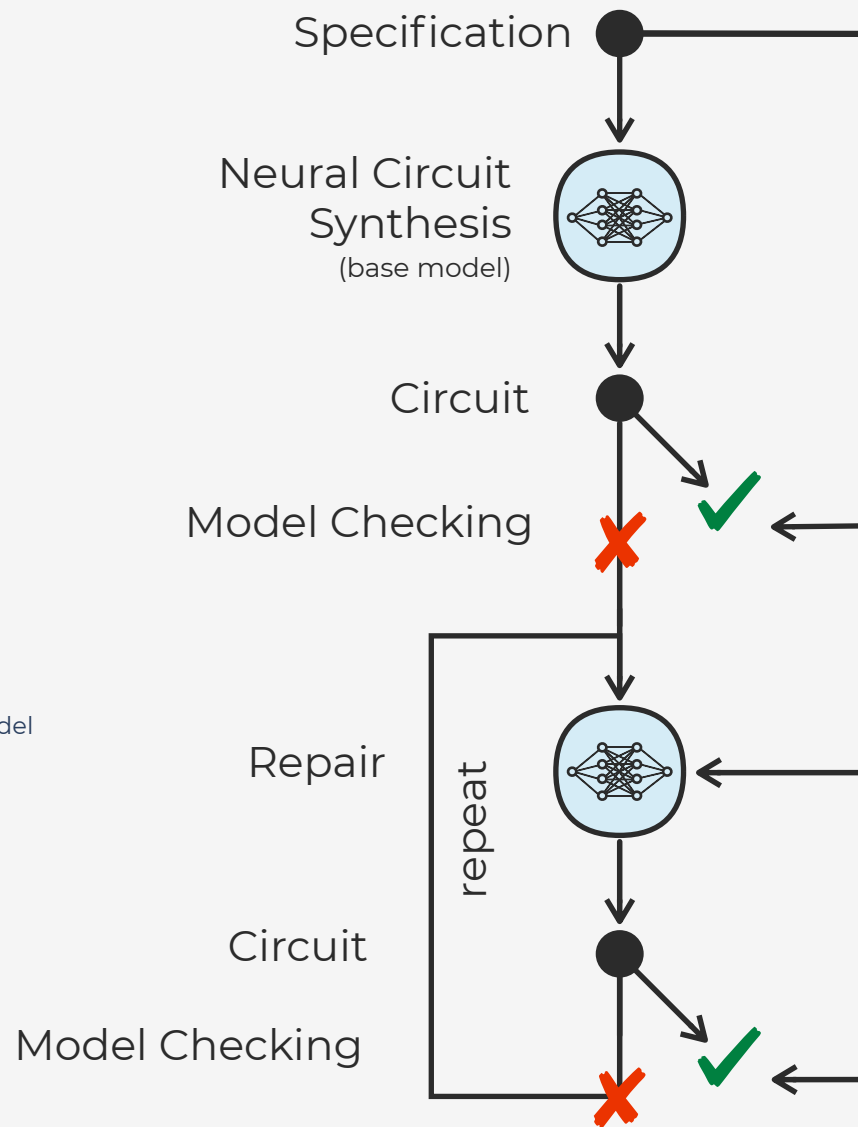 Specification
Neural Circuit
Synthesis
(base model)
Circuit
Model Checking
Repair
repeat
Circuit
Model Checking